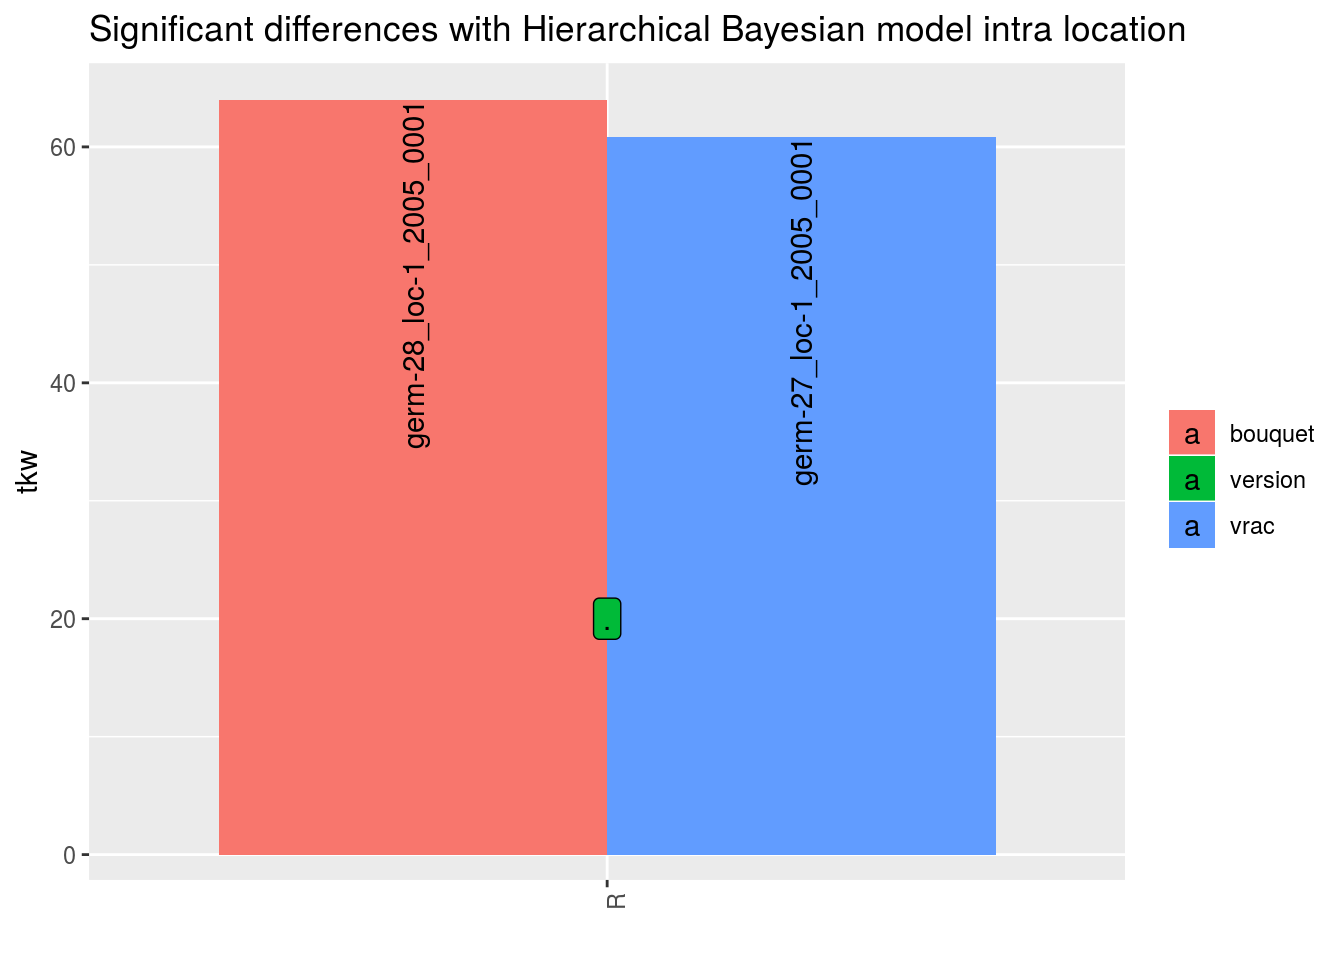 Significant differences with Hierarchical Bayesian model intra location
tkw
60
40
20
0
germ-28_loc-1_2005_0001
germ-27_loc-1_2005_0001
.
R
a bouquet
a version
a vrac